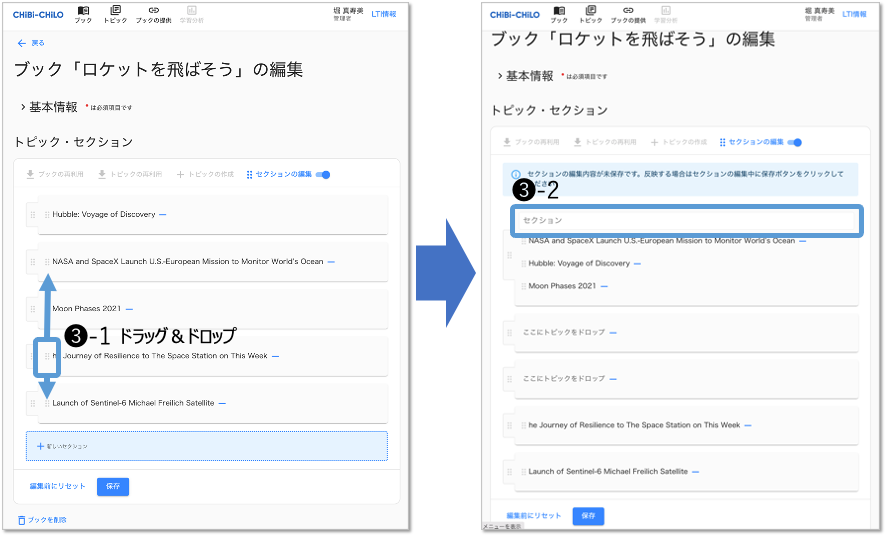 CHiBi-CHiLO
ブック
トピック
ブックの提供
学習分析
堀 真寿美
管理者
LTI情報
← 戻る
ブック「ロケットを飛ばそう」の編集
基本情報 *は必須項目です
トピック・セクション
ブックの再利用
トピックの再利用
トピックの作成
セクションの編集
Hubble: Voyage of Discovery
NASA and SpaceX Launch U.S.-European Mission to Monitor World's Ocean
Moon Phases 2021
❸-1 ドラッグ＆ドロップ
he Journey of Resilience to The Space Station on This Week
Launch of Sentinel-6 Michael Freilich Satellite
+ 新しいセクション
編集前にリセット
保存
ブックを削除
CHiBi-CHiLO
ブック
トピック
ブックの提供
学習分析
堀 真寿美
管理者
LTI情報
ブック「ロケットを飛ばそう」の編集
基本情報 *は必須項目です
トピック・セクション
ブックの再利用
トピックの再利用
トピックの作成
セクションの編集
セクションの編集内容が未保存です。反映する場合はセクションの編集中に保存ボタンをクリックして
ださい
❸-2
セクション
NASA and SpaceX Launch U.S.-European Mission to Monitor World's Ocean
Hubble: Voyage of Discovery
Moon Phases 2021
ここにトピックをドロップ
ここにトピックをドロップ
he Journey of Resilience to The Space Station on This Week
Launch of Sentinel-6 Michael Freilich Satellite
編集前にリセット
保存
メニューを表示